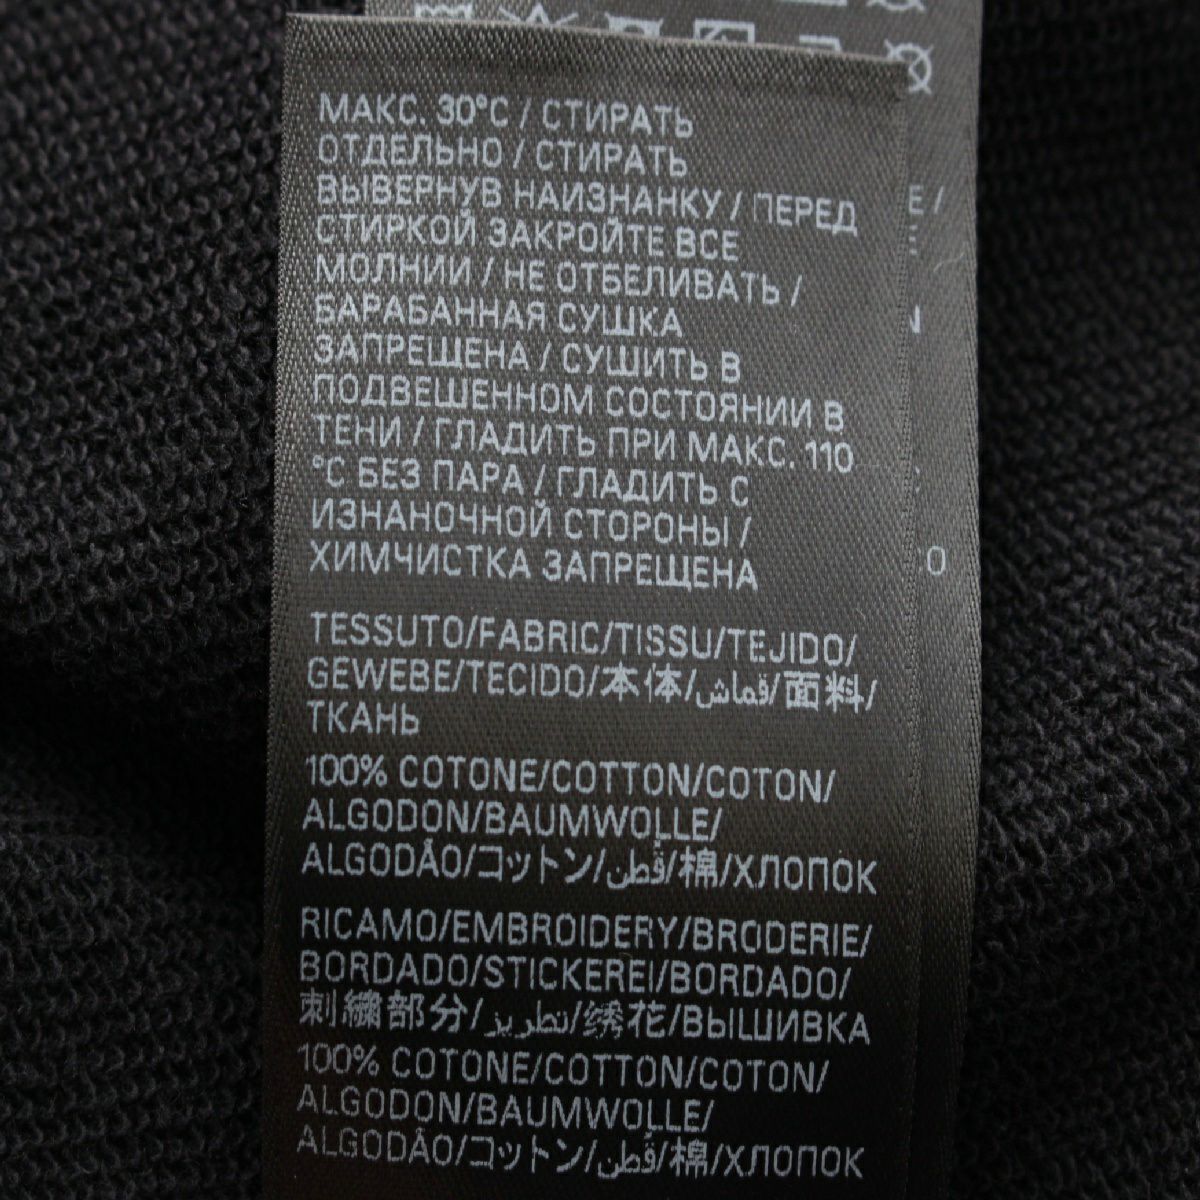 МАКС. 30°C / СТИРАТЬ
ОТДЕЛЬНО / СТИРАТЬ
ВЫВЕРНУВ НАИЗНАНКУ / ПЕРЕД
СТИРКОЙ ЗАКРОЙТЕ ВСЕ
МОЛНИИ / НЕ ОТБЕЛИВАТЬ /
БАРАБАННАЯ СУШКА
ЗАПРЕЩЕНА / СУШИТЬ В
ПОДВЕШЕННОМ СОСТОЯНИИ В
ТЕНИ / ГЛАДИТЬ ПРИ МАКС. 110
°C БЕЗ ПАРА / ГЛАДИТЬ С
ИЗНАНОЧНОЙ СТОРОНЫ /
ХИМЧИСТКА ЗАПРЕЩЕНА
TESSUTO/FABRIC/TISSU/TEJIDO/
GEWEBE/TECIDO/本体/قماش/面料/
ТКАНЬ
100% COTONE/COTTON/COTON/
ALGODON/BAUMWOLLE/
ALGODÃO/コットン/قطن/棉/ХЛОПОК
RICAMO/EMBROIDERY/BRODERIE/
BORDADO/STICKEREI/BORDADO/
刺繍部分/تطريز/绣花/ВЫШИВКА
100% COTONE/COTTON/COTON/
ALGODON/BAUMWOLLE/
ALGODÃO/コットン/قطن/棉/ХЛОПОК